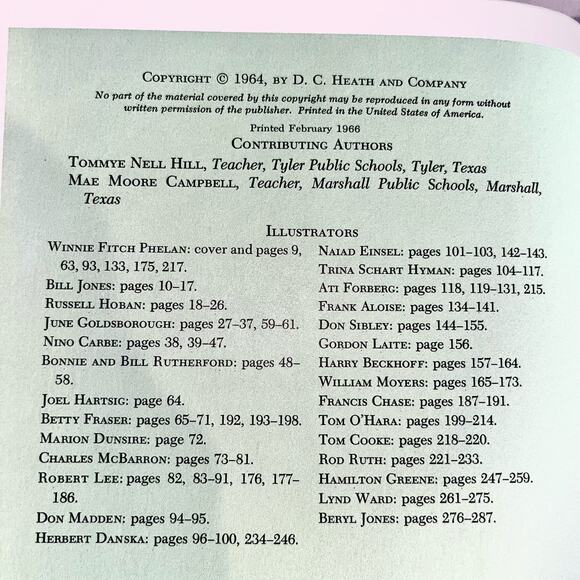 COPYRIGHT © 1964, BY D. C. HEATH AND COMPANY
No part of the material covered by this copyright may be reproduced in any form without
written permission of the publisher. Printed in the United States of America.
Printed February 1966
CONTRIBUTING AUTHORS
TOMMYE NELL HILL, Teacher, Tyler Public Schools, Tyler, Texas
MAE MOORE CAMPBELL, Teacher, Marshall Public Schools, Marshall,
Texas
ILLUSTRATORS
WINNIE FITCH PHELAN: cover and pages 9,
63, 93, 133, 175, 217.
BILL JONES: pages 10–17.
RUSSELL HOBAN: pages 18–26.
JUNE GOLDSBOROUGH: pages 27–37, 59–61.
NINO CARBE: pages 38, 39–47.
BONNIE AND BILL RUTHERFORD: pages 48–
58.
JOEL HARTSIG: page 64.
BETTY FRASER: pages 65–71, 192, 193–198.
MARION DUNSIRE: page 72.
CHARLES MCBARRON: pages 73–81.
ROBERT LEE: pages 82, 83–91, 176, 177–
186.
DON MADDEN: pages 94–95.
HERBERT DANSKA: pages 96–100, 234–246.
NAIAD EINSEL: pages 101–103, 142–143.
TRINA SCHART HYMAN: pages 104–117.
ATI FORBERG: pages 118, 119–131, 215.
FRANK ALOISE: pages 134–141.
DON SIBLEY: pages 144–155.
GORDON LAITE: page 156.
HARRY BECKHOFF: pages 157–164.
WILLIAM MOYERS: pages 165–173.
FRANCIS CHASE: pages 187–191.
TOM O'HARA: pages 199–214.
TOM COOKE: pages 218–220.
ROD RUTH: pages 221–233.
HAMILTON GREENE: pages 247–259.
LYND WARD: pages 261–275.
BERYL JONES: pages 276–287.